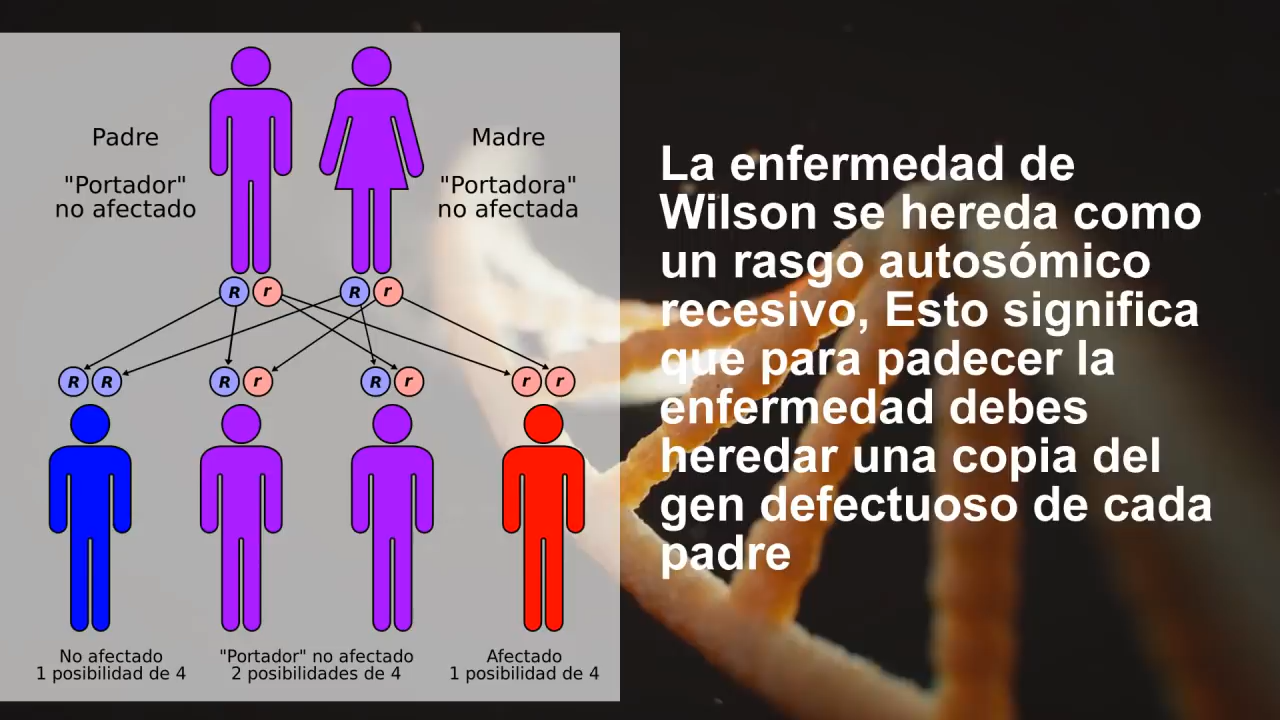 Padre
"Portador"
no afectado
Madre
"Portadora"
no afectada
R r R r
R R R r R r r r
No afectado
1 posibilidad de 4
"Portador" no afectado
2 posibilidades de 4
Afectado
1 posibilidad de 4
La enfermedad de
Wilson se hereda como
un rasgo autosómico
recesivo, Esto significa
que para padecer la
enfermedad debes
heredar una copia del
gen defectuoso de cada
padre